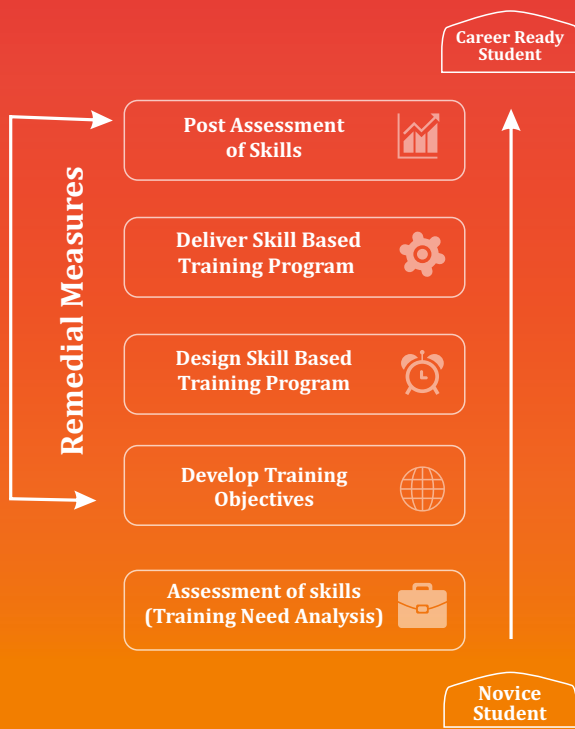 Career Ready
Student
Post Assessment
of Skills
Deliver Skill Based
Training Program
Remedial Measures
Design Skill Based
Training Program
Develop Training
Objectives
Assessment of skills
(Training Need Analysis)
Novice
Student